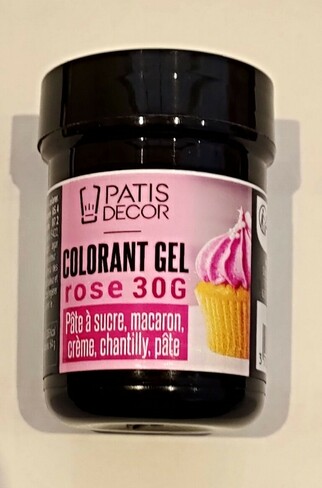 PATIS
DECOR
COLORANT GEL
rose 30G
Pâte à sucre, macaron,
crème, chantilly, pâte